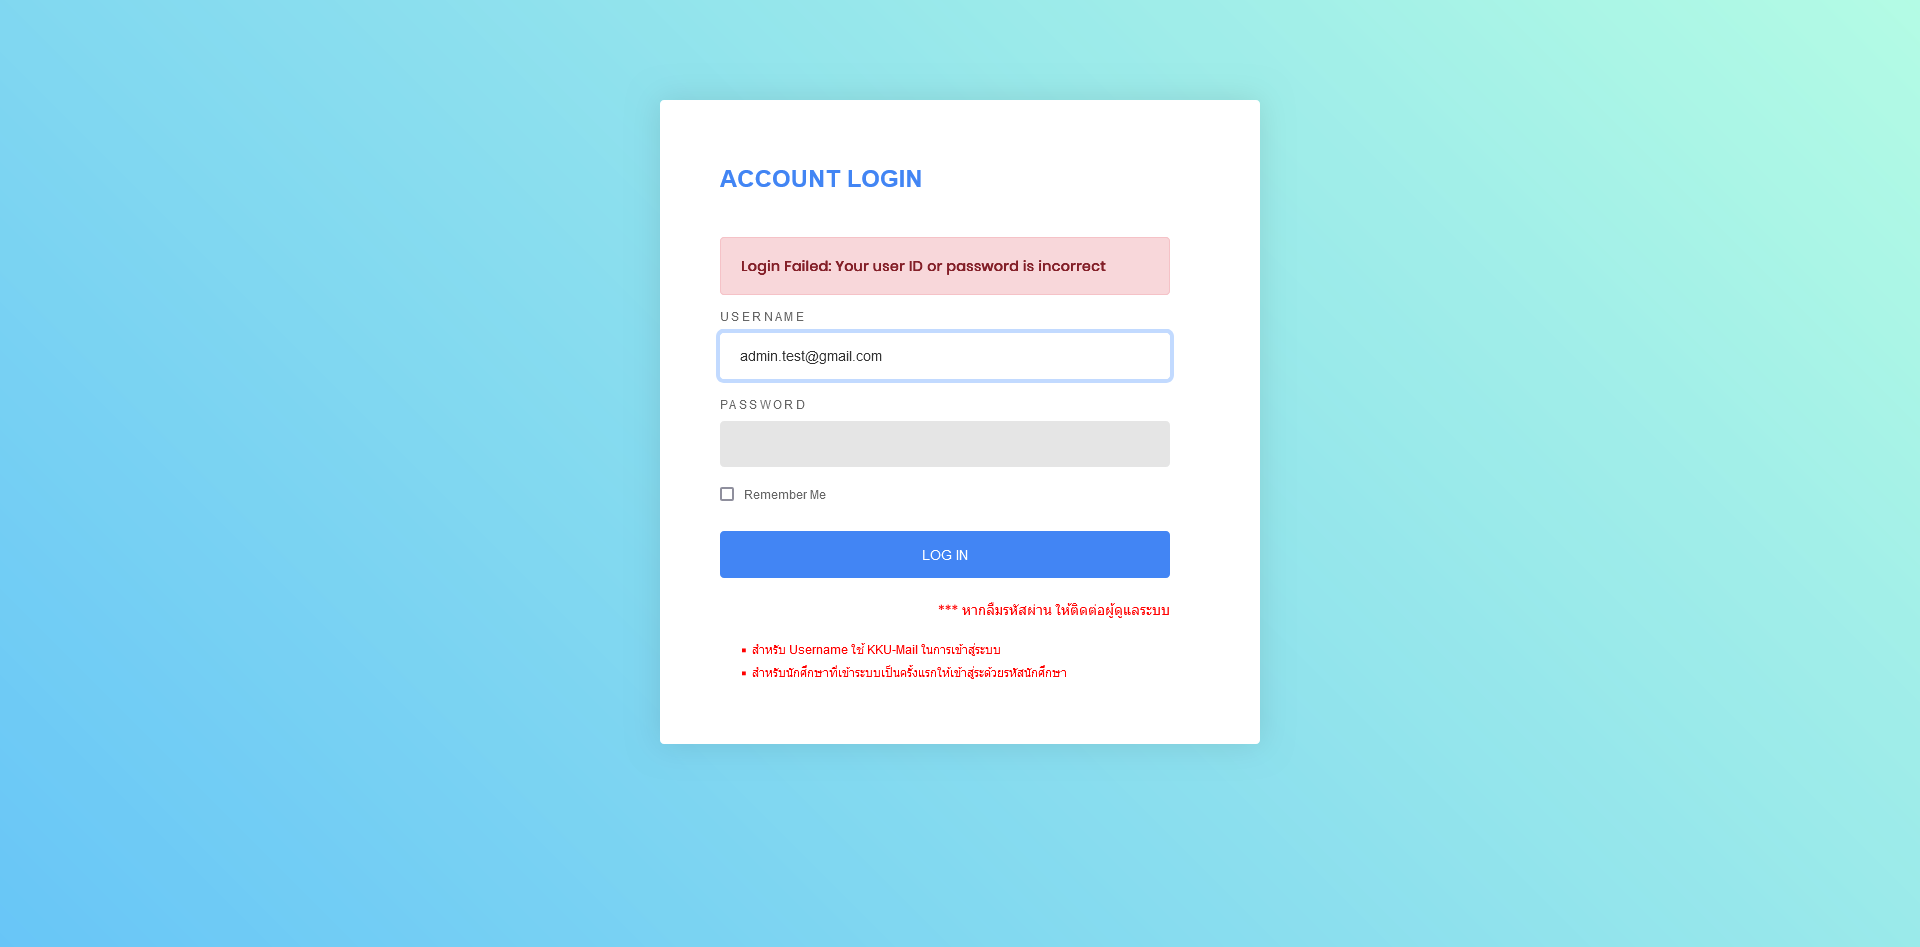 ACCOUNT LOGIN
Login Failed: Your user ID or password is incorrect
USERNAME
admin.test@gmail.com
PASSWORD
Remember Me
LOG IN
*** หากลืมรหัสผ่าน ให้ติดต่อผู้ดูแลระบบ
▪ สำหรับ Username ใช้ KKU-Mail ในการเข้าสู่ระบบ
▪ สำหรับนักศึกษาที่เข้าระบบเป็นครั้งแรกให้เข้าสู่ระด้วยรหัสนักศึกษา